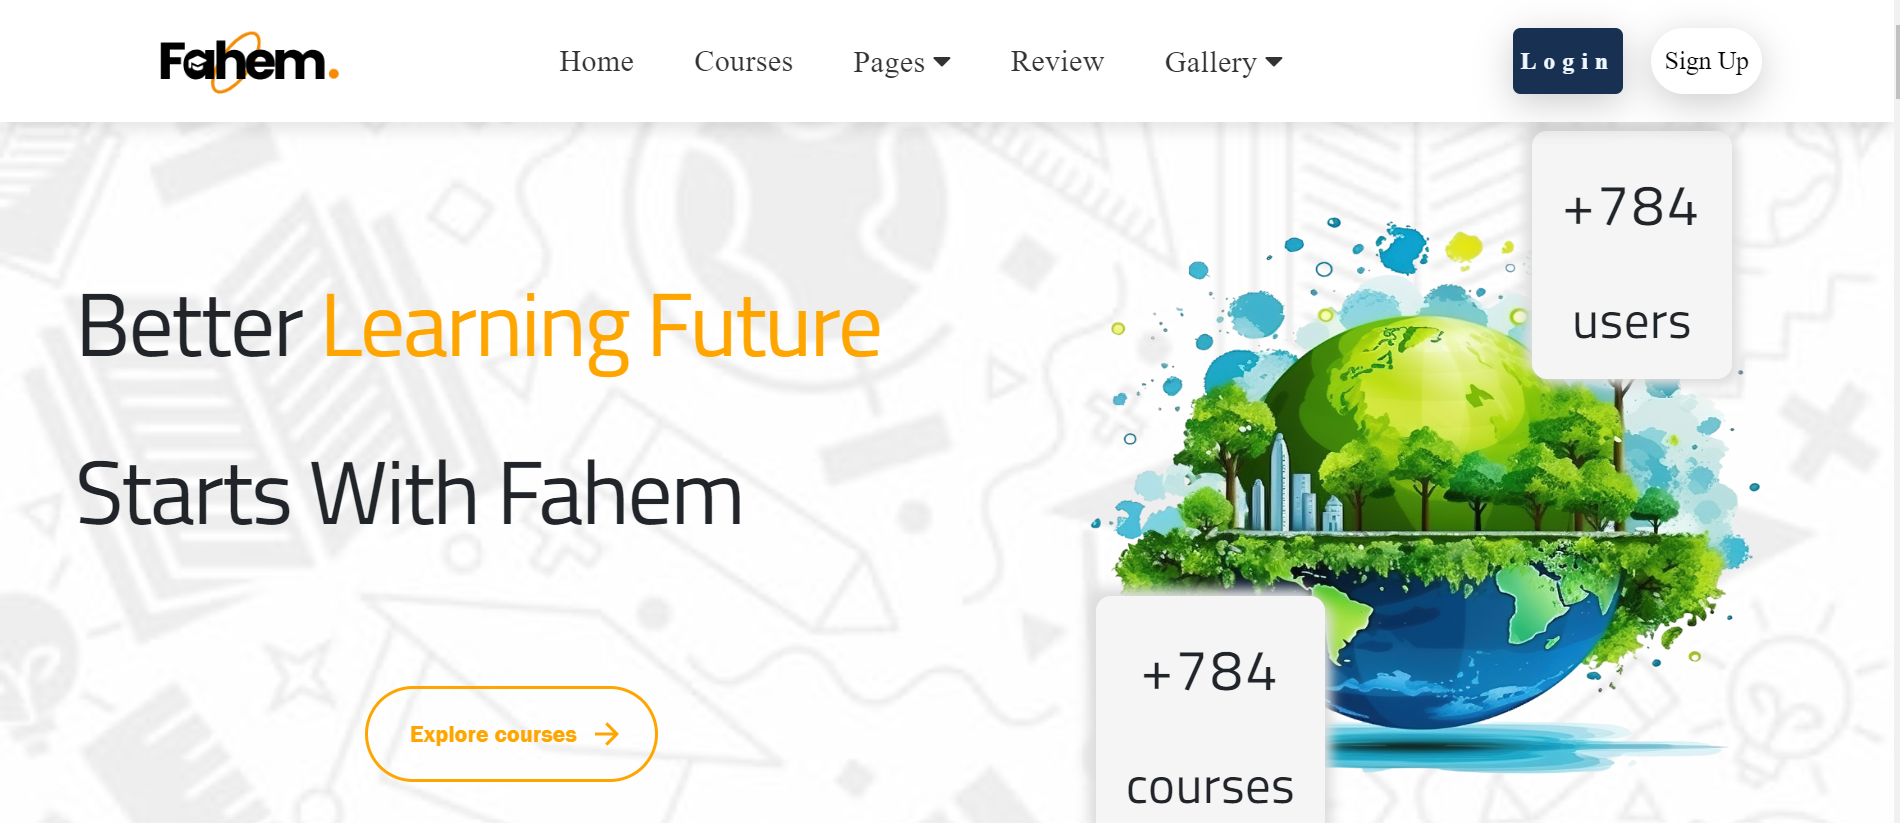 Fahem.
Home Courses Pages Review Gallery
Login Sign Up
+784
users
Better Learning Future
Starts With Fahem
Explore courses
+784
courses